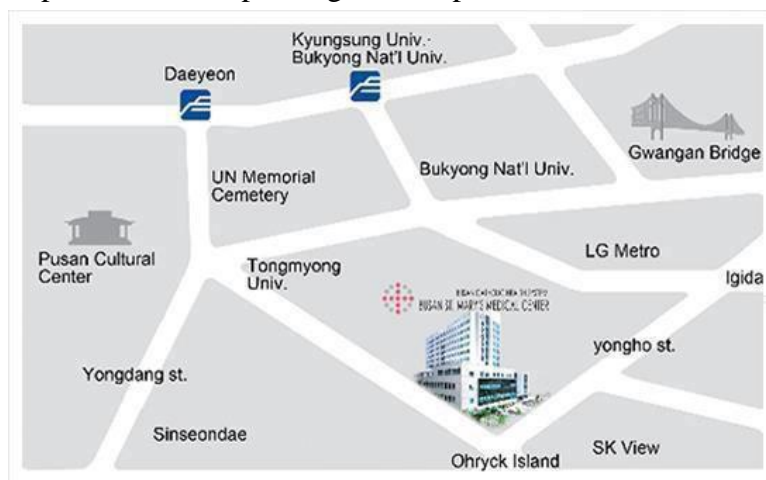 Kyungsung Univ.·
Bukyong Nat'l Univ.
Daeyeon
Gwangan Bridge
Bukyong Nat'l Univ.
UN Memorial
Cemetery
Pusan Cultural
Center
Tongmyong
Univ.
LG Metro
Igida
BUSAN ST. MARY'S MEDICAL CENTER
yongho st.
Yongdang st.
Sinseondae
SK View
Ohryck Island